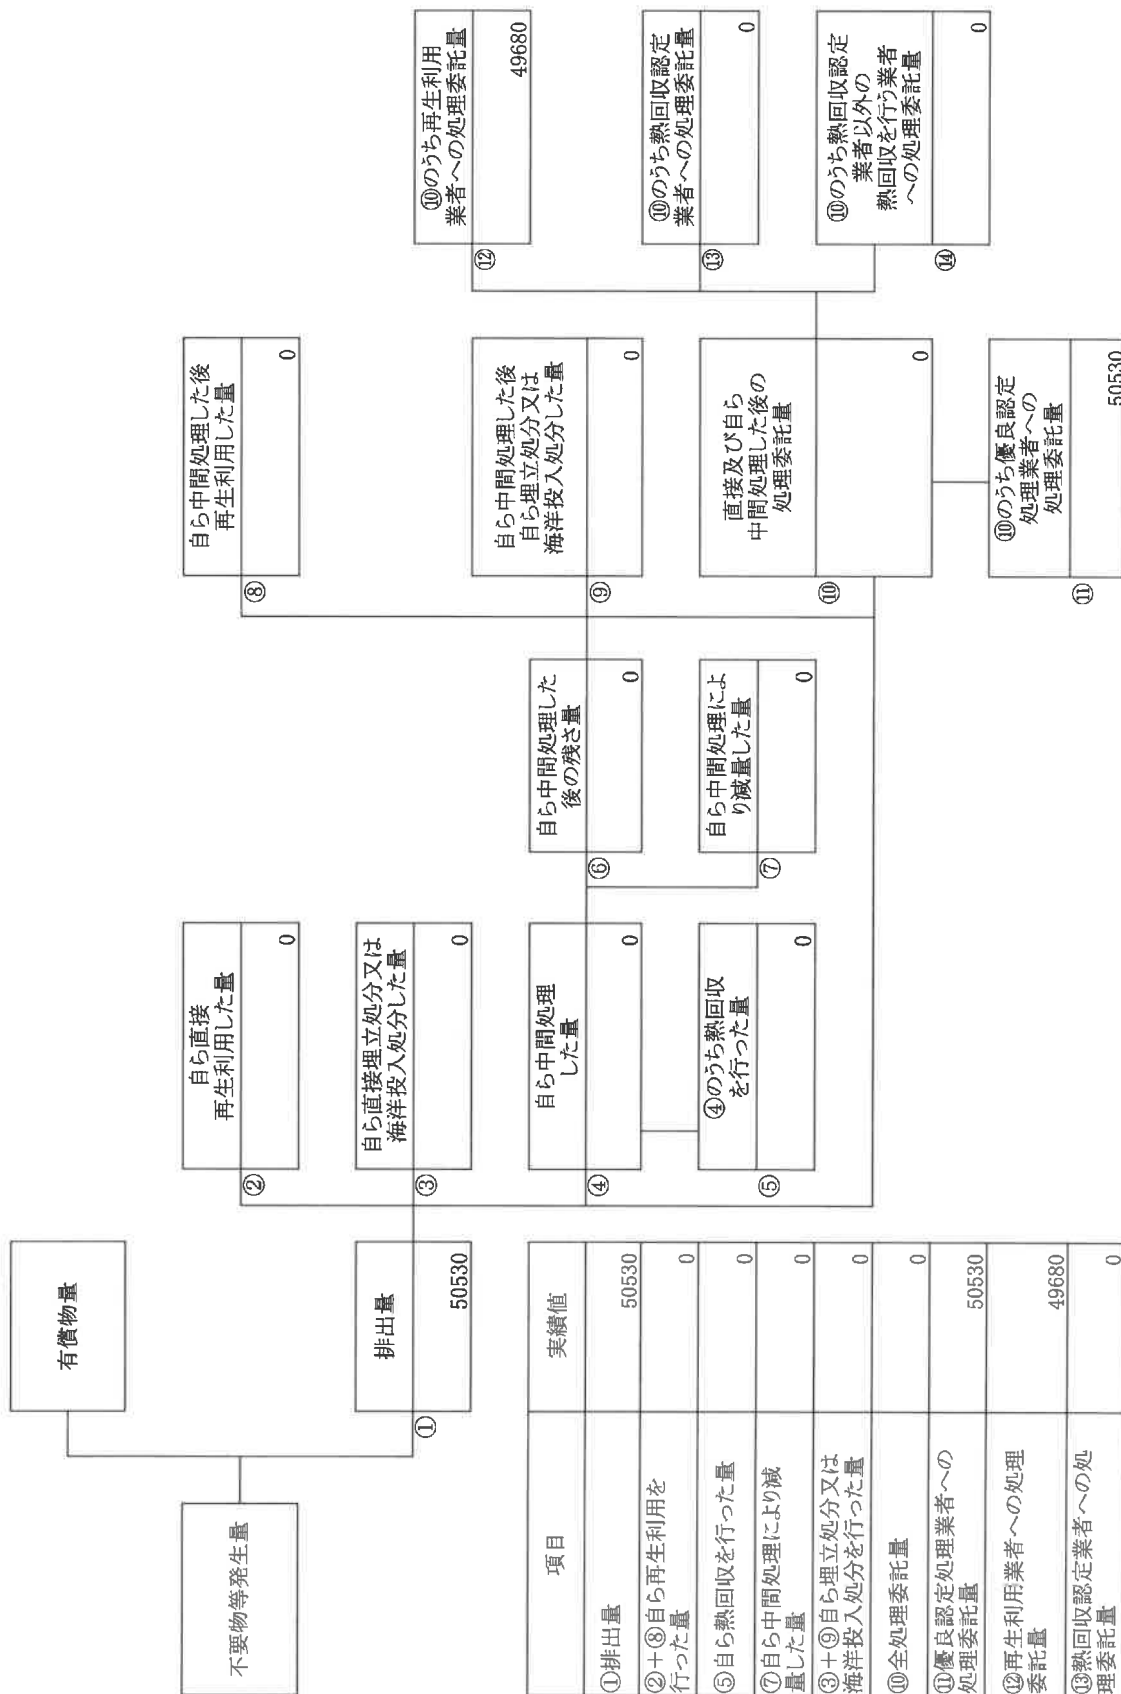 不要物等発生量
有償物量
排出量
①
50530
自ら直接
再生利用した量
②
0
自ら直接埋立処分又は
海洋投入処分した量
③
0
自ら中間処理
した量
④
0
④のうち熱回収
を行った量
⑤
0
自ら中間処理した
後の残さ量
⑥
0
自ら中間処理によ
り減量した量
⑦
0
自ら中間処理した後
再生利用した量
⑧
0
自ら中間処理した後
自ら埋立処分又は
海洋投入処分した量
⑨
0
直接及び自ら
中間処理した後の
処理委託量
⑩
0
⑩のうち優良認定
処理業者への
処理委託量
⑪
50530
⑩のうち再生利用
業者への処理委託量
⑫
49680
⑩のうち熱回収認定
業者への処理委託量
⑬
0
⑩のうち熱回収認定
業者以外の
熱回収を行う業者
への処理委託量
⑭
0
項目 実績値
①排出量 50530
②+⑧自ら再生利用を
行った量 0
⑤自ら熱回収を行った量 0
⑦自ら中間処理により減
量した量 0
③+⑨自ら埋立処分又は
海洋投入処分を行った量 0
⑩全処理委託量 0
⑪優良認定処理業者への
処理委託量 50530
⑫再生利用業者への処理
委託量 49680
⑬熱回収認定業者への処
理委託量 0